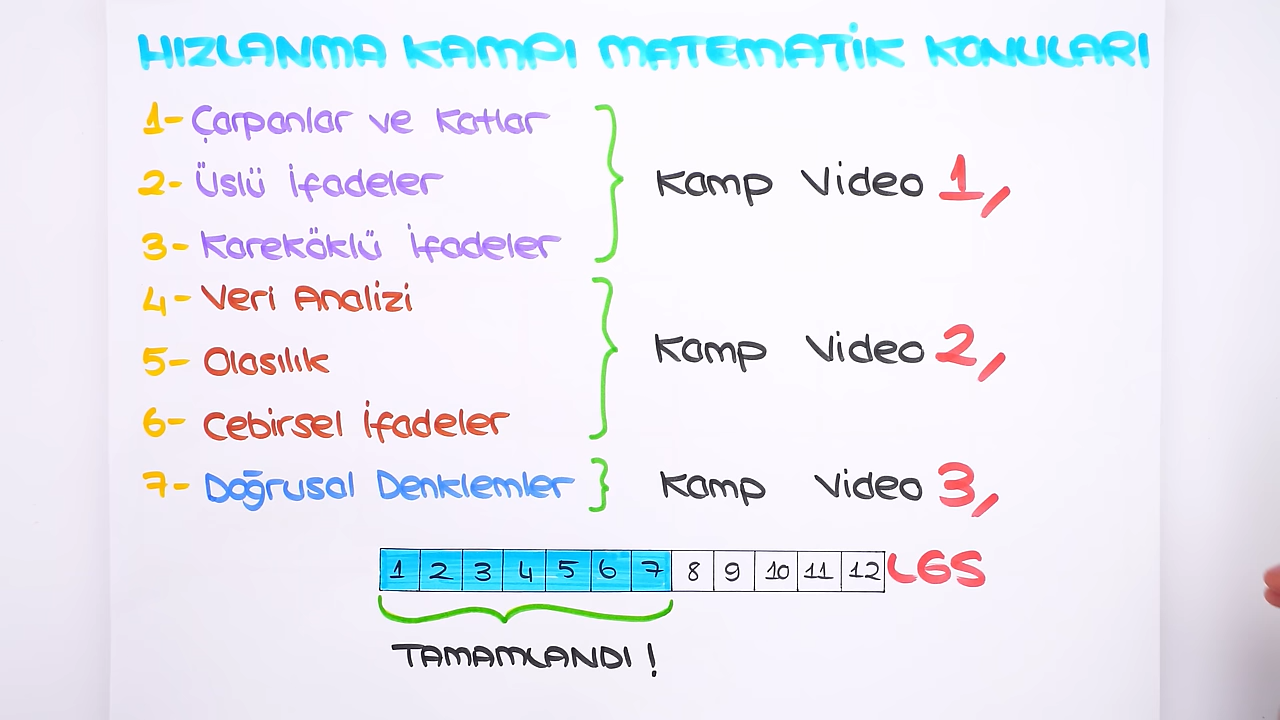 HIZLANMA KAMPI MATEMATİK KONULARI
1- Çarpanlar ve Katlar
2- Üslü İfadeler
3- Kareköklü İfadeler
Kamp Video 1,
4- Veri Analizi
5- Olasılık
6- Cebirsel İfadeler
Kamp Video 2,
7- Doğrusal Denklemler
Kamp Video 3,
1 2 3 4 5 6 7 8 9 10 11 12 LGS
TAMAMLANDI !